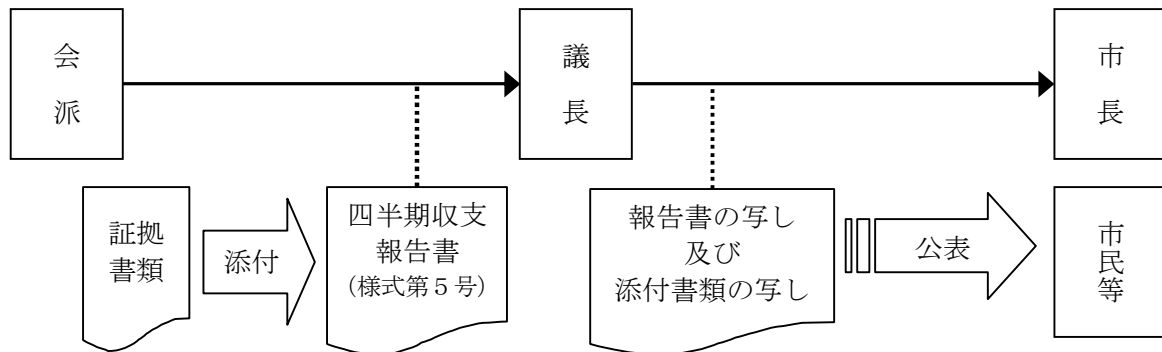 会派
議長
市長
証拠
書類
添付
四半期収支
報告書
(様式第5号)
報告書の写し
及び
添付書類の写し
公表
市民等